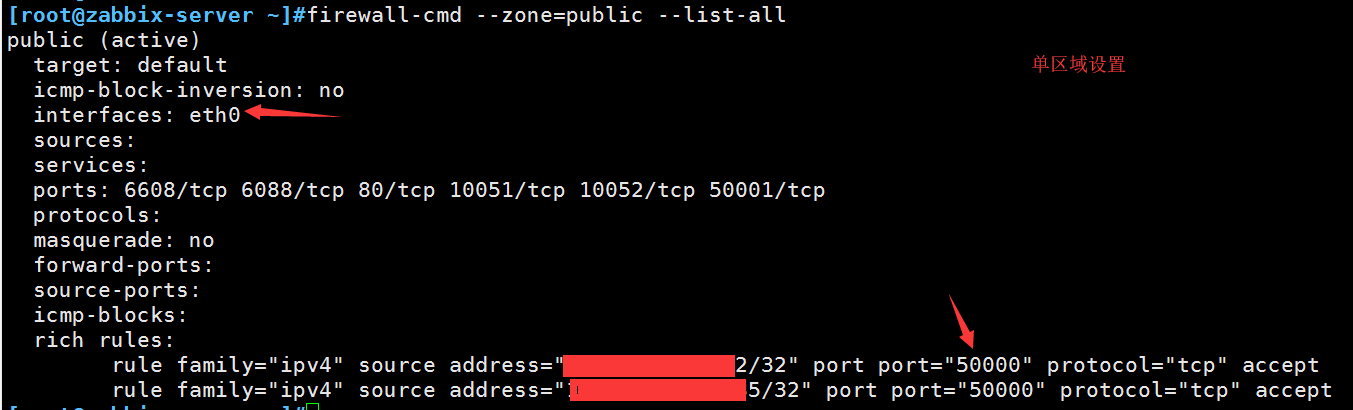 [root@zabbix-server ~]#firewall-cmd --zone=public --list-all
public (active)
单区域设置
target: default
icmp-block-inversion: no
interfaces: eth0
sources:
services:
ports: 6608/tcp 6088/tcp 80/tcp 10051/tcp 10052/tcp 50001/tcp
protocols:
masquerade: no
forward-ports:
source-ports:
icmp-blocks:
rich rules:
rule family="ipv4" source address=" 2/32" port port="50000" protocol="tcp" accept
rule family="ipv4" source address=" 5/32" port port="50000" protocol="tcp" accept